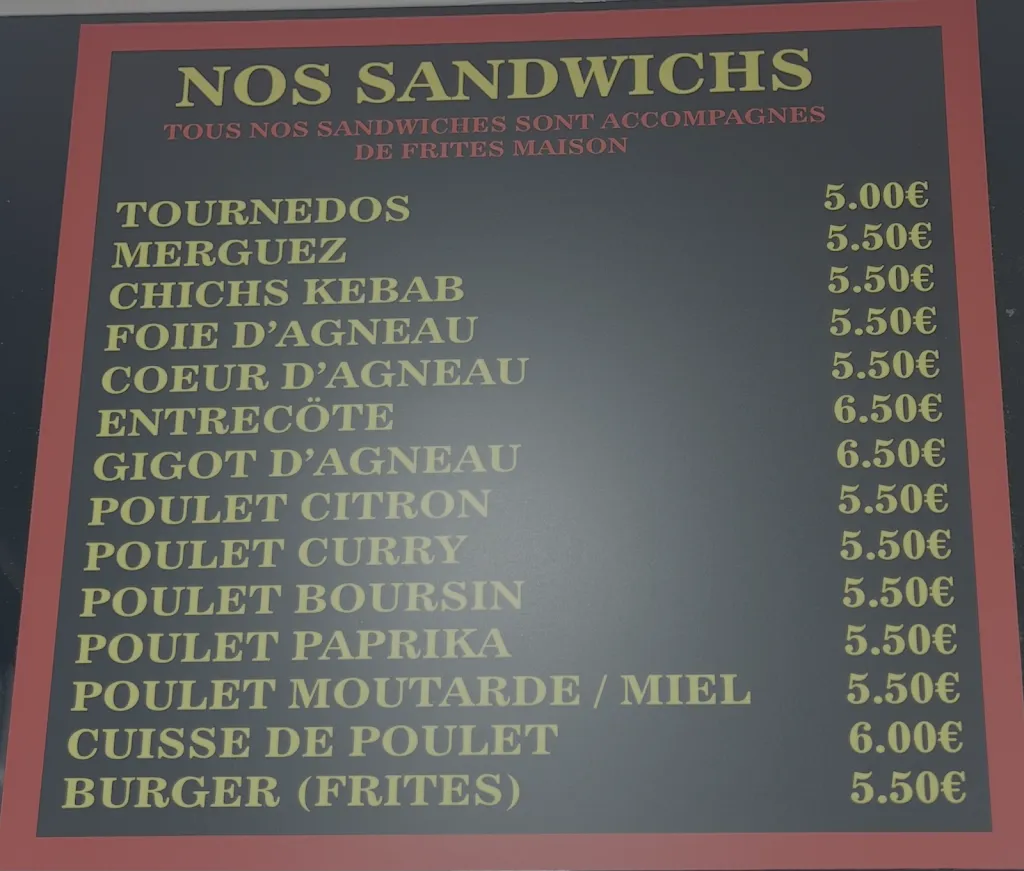 NOS SANDWICHS
TOUS NOS SANDWICHES SONT ACCOMPAGNES
DE FRITES MAISON
TOURNEDOS 5.00€
MERGUEZ 5.50€
CHICHS KEBAB 5.50€
FOIE D'AGNEAU 5.50€
COEUR D'AGNEAU 5.50€
ENTRECÖTE 6.50€
GIGOT D'AGNEAU 6.50€
POULET CITRON 5.50€
POULET CURRY 5.50€
POULET BOURSIN 5.50€
POULET PAPRIKA 5.50€
POULET MOUTARDE / MIEL 5.50€
CUISSE DE POULET 6.00€
BURGER (FRITES) 5.50€